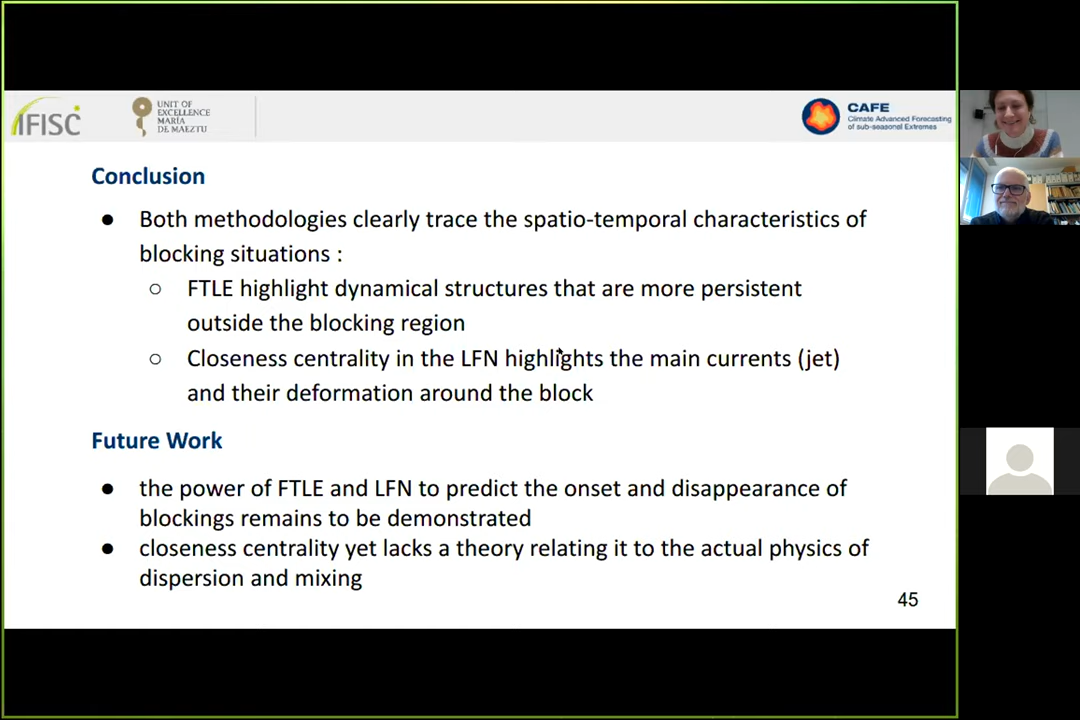 IFISC
UNIT OF
EXCELLENCE
MARÍA
DE MAEZTU
CAFE
Climate Advanced Forecasting
of sub-seasonal Extremes
Conclusion
● Both methodologies clearly trace the spatio-temporal characteristics of
blocking situations :
○ FTLE highlight dynamical structures that are more persistent
outside the blocking region
○ Closeness centrality in the LFN highlights the main currents (jet)
and their deformation around the block
Future Work
● the power of FTLE and LFN to predict the onset and disappearance of
blockings remains to be demonstrated
● closeness centrality yet lacks a theory relating it to the actual physics of
dispersion and mixing
45